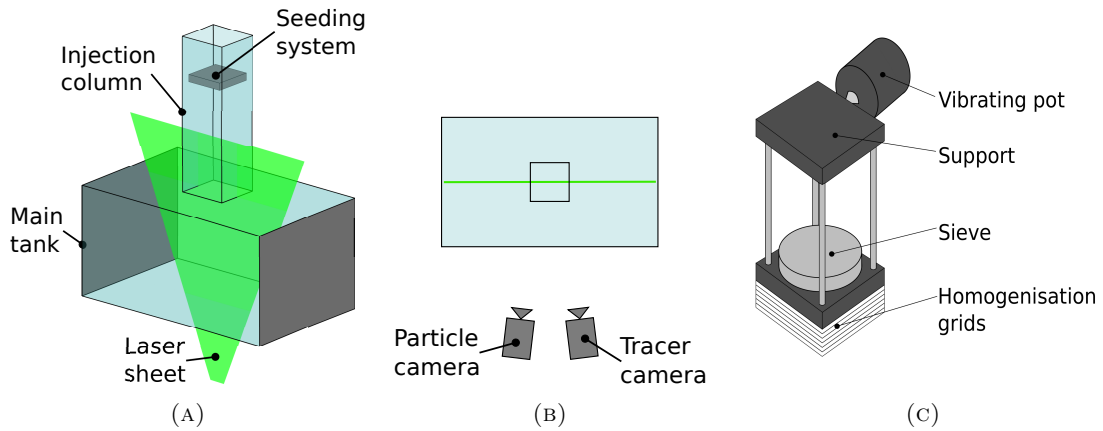 Seeding
system
Injection
column
Main
tank
Laser
sheet
(A)
Particle
camera
Tracer
camera
(B)
Vibrating pot
Support
Sieve
Homogenisation
grids
(C)